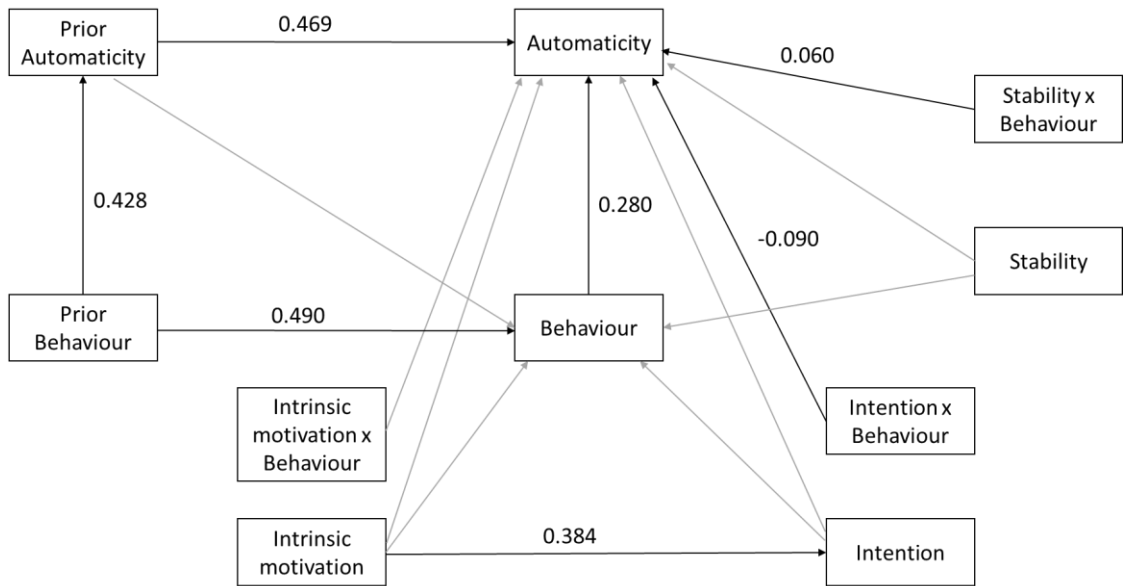 Prior
Automaticity
0.469
Automaticity
0.060
Stability x
Behaviour
0.428
0.280
-0.090
Stability
Prior
Behaviour
0.490
Behaviour
Intrinsic
motivation x
Behaviour
Intention x
Behaviour
Intrinsic
motivation
0.384
Intention